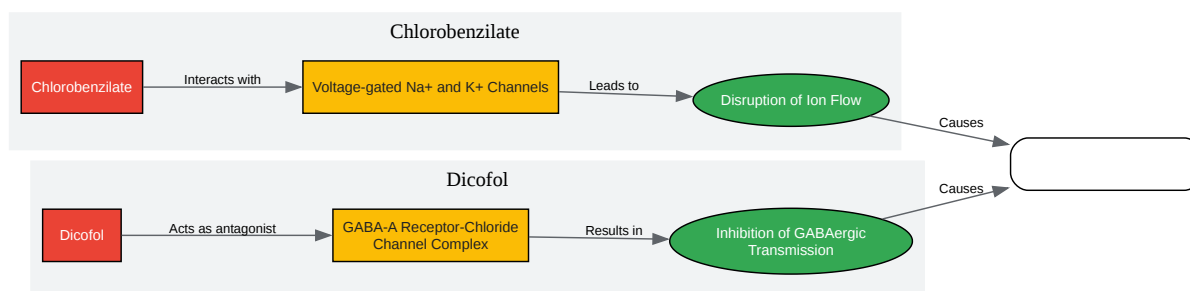 Chlorobenzilate
Chlorobenzilate
Interacts with
Voltage-gated Na+ and K+ Channels
Leads to
Disruption of Ion Flow
Causes
Dicofol
Dicofol
Acts as antagonist
GABA-A Receptor-Chloride
Channel Complex
Results in
Inhibition of GABAergic
Transmission
Causes